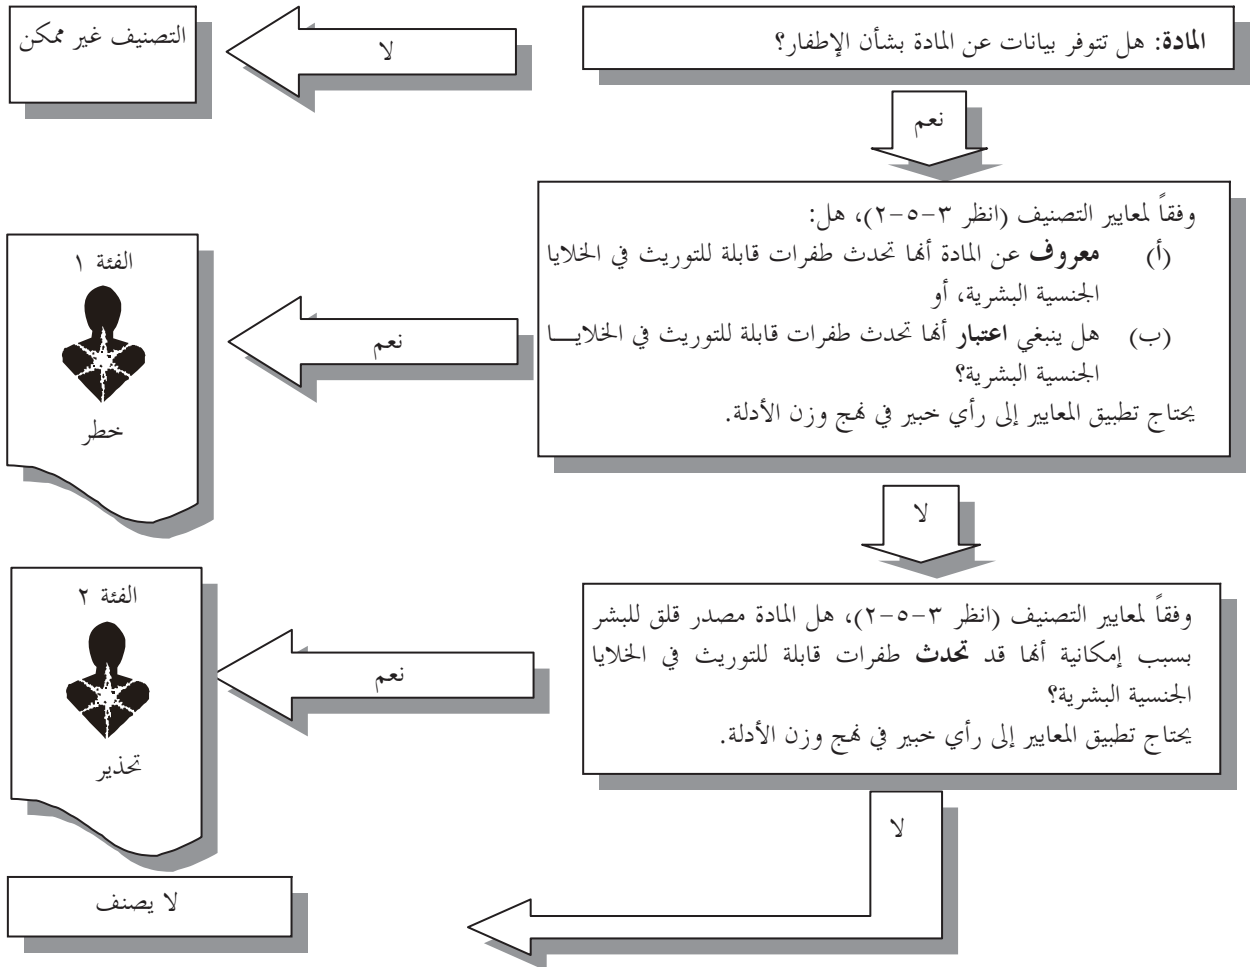 المادة: هل تتوفر بيانات عن المادة بشأن الإطفار؟
لا
التصنيف غير ممكن
نعم
وفقاً لمعايير التصنيف (انظر ٣-٥-٢)، هل:
(أ) معروف عن المادة أنها تحدث طفرات قابلة للتوريث في الخلايا
الجنسية البشرية، أو
(ب) هل ينبغي اعتبار أنها تحدث طفرات قابلة للتوريث في الخلايـــا
الجنسية البشرية؟
يحتاج تطبيق المعايير إلى رأي خبير في نهج وزن الأدلة.
نعم
الفئة ١
خطر
لا
وفقاً لمعايير التصنيف (انظر ٣-٥-٢)، هل المادة مصدر قلق للبشر
بسبب إمكانية أنها قد تحدث طفرات قابلة للتوريث في الخلايا
الجنسية البشرية؟
يحتاج تطبيق المعايير إلى رأي خبير في نهج وزن الأدلة.
نعم
الفئة ٢
تحذير
لا
لا يصنف